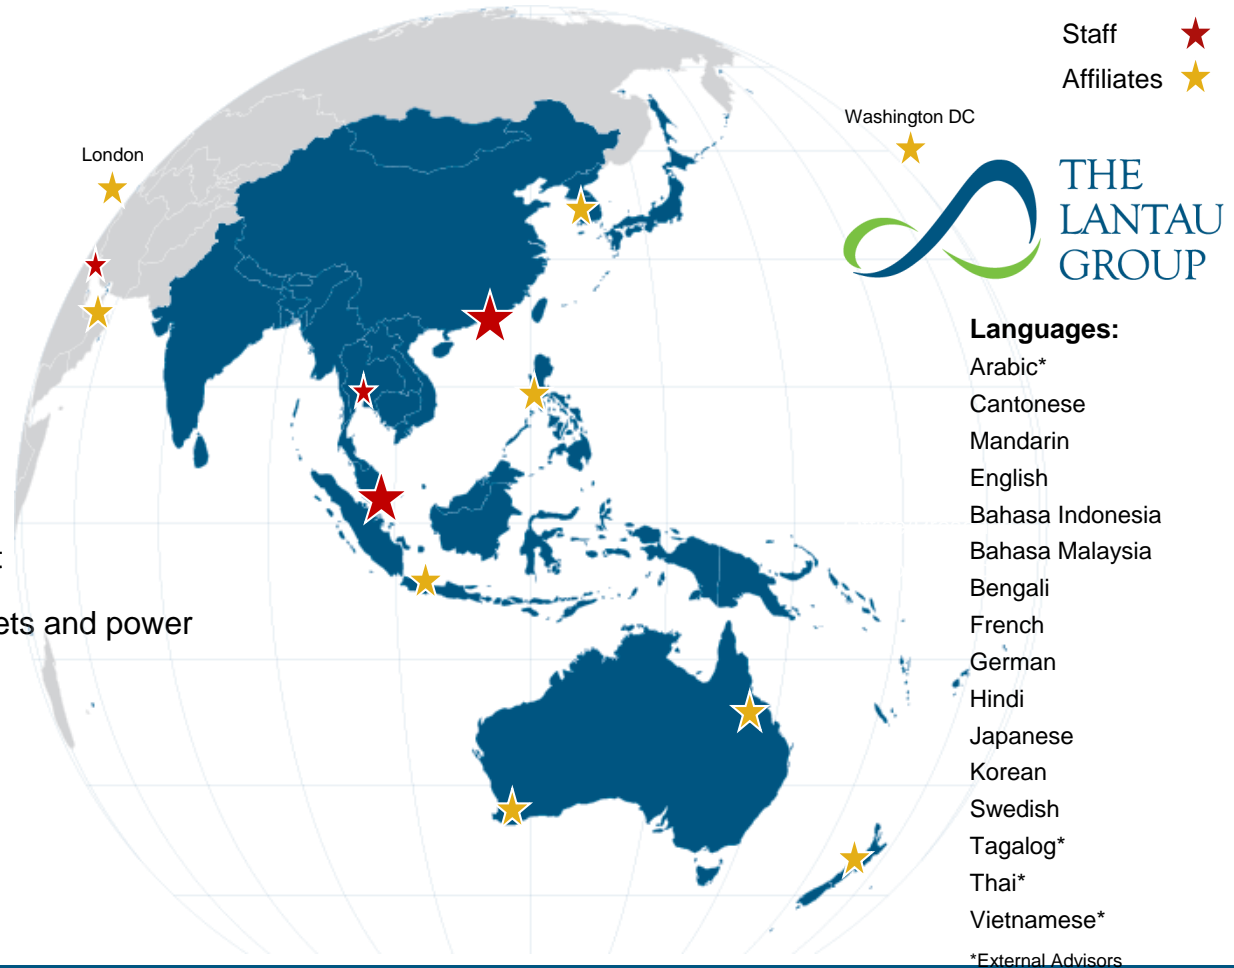 Staff
Affiliates
Washington DC
London
THE
LANTAU
GROUP
Languages:
Arabic*
Cantonese
Mandarin
English
Bahasa Indonesia
Bahasa Malaysia
Bengali
French
German
Hindi
Japanese
Korean
Swedish
Tagalog*
Thai*
Vietnamese*
*External Advisors
ets and power